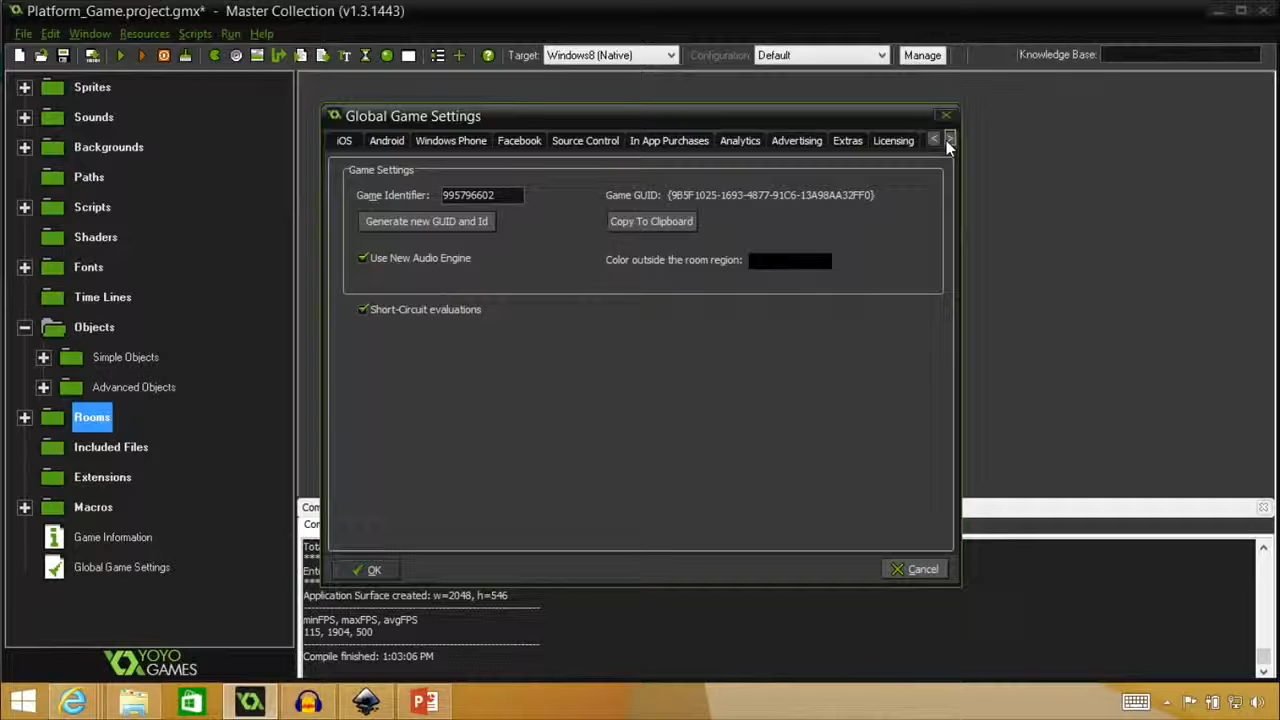 Platform_Game.project.gmx* - Master Collection (v1.3.1443)
File Edit Window Resources Scripts Run Help
Target: Windows8 (Native) Configuration: Default Manage Knowledge Base:
Sprites
Sounds
Backgrounds
Paths
Scripts
Shaders
Fonts
Time Lines
Objects
Simple Objects
Advanced Objects
Rooms
Included Files
Extensions
Macros
Game Information
Global Game Settings
YOYO
GAMES
Global Game Settings
iOS Android Windows Phone Facebook Source Control In App Purchases Analytics Advertising Extras Licensing < >
Game Settings
Game Identifier: 995796602 Game GUID: {9B5F1025-1693-4877-91C6-13A98AA32FF0}
Generate new GUID and Id Copy To Clipboard
Use New Audio Engine Color outside the room region:
Short-Circuit evaluations
OK Cancel
Application Surface created: w=2048, h=546
minFPS, maxFPS, avgFPS
115, 1904, 500
Compile finished: 1:03:06 PM